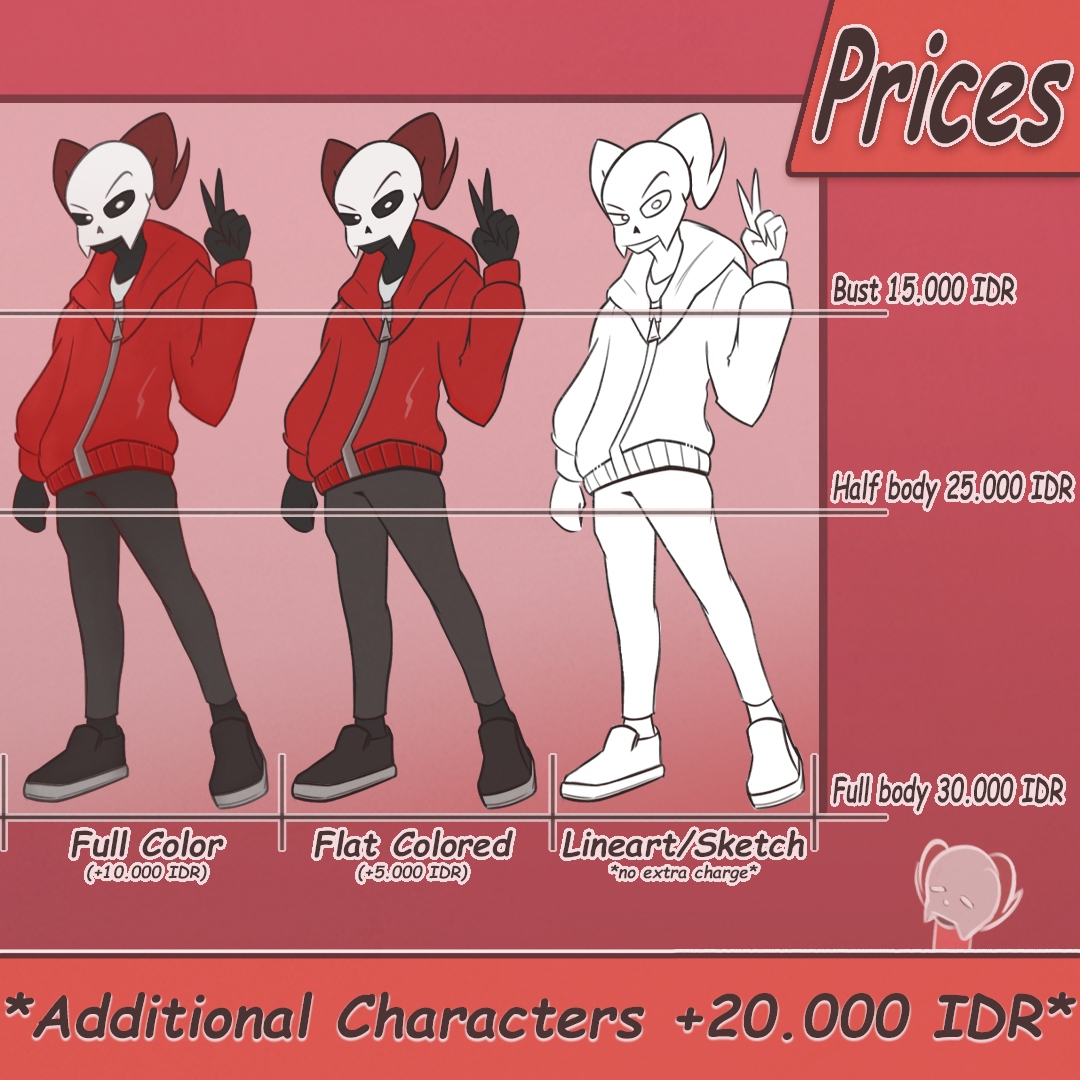 Prices
Bust 15.000 IDR
Half body 25.000 IDR
Full body 30.000 IDR
Full Color
(+10.000 IDR)
Flat Colored
(+5.000 IDR)
Lineart/Sketch
*no extra charge*
*Additional Characters +20.000 IDR*